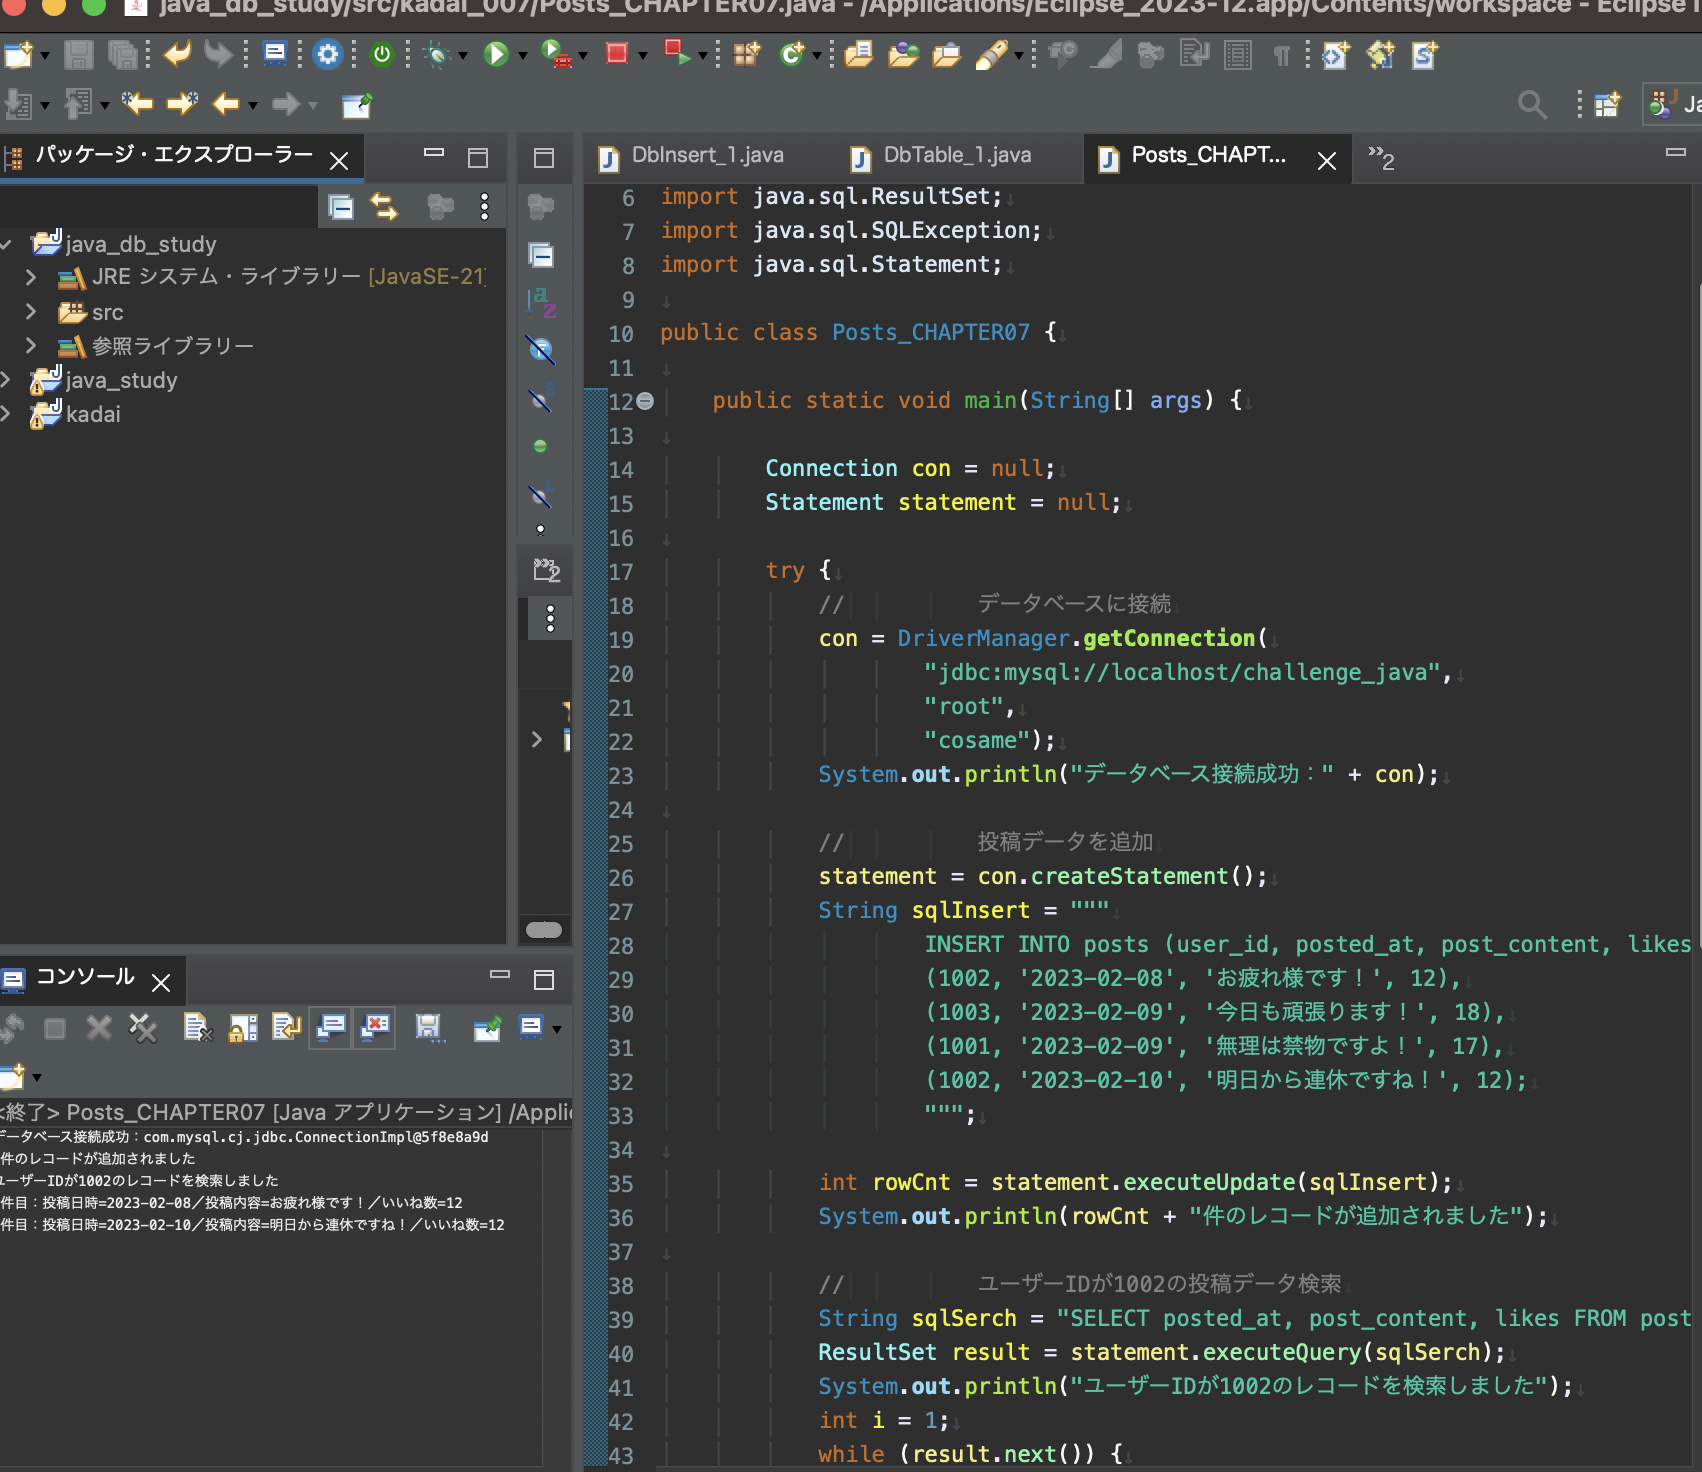 java_db_study/src/kadai_007/Posts_CHAPTER07.java - /Applications/Eclipse_2023-12.app/Contents/workspace - Eclipse
パッケージ・エクスプローラー
java_db_study
JRE システム・ライブラリー [JavaSE-21]
src
参照ライブラリー
java_study
kadai
DbInsert_1.java
DbTable_1.java
Posts_CHAPT...
»2
6 import java.sql.ResultSet;
7 import java.sql.SQLException;
8 import java.sql.Statement;
9
10 public class Posts_CHAPTER07 {
11
12 public static void main(String[] args) {
13
14 Connection con = null;
15 Statement statement = null;
16
17 try {
18 // データベースに接続
19 con = DriverManager.getConnection(
20 "jdbc:mysql://localhost/challenge_java",
21 "root",
22 "cosame");
23 System.out.println("データベース接続成功：" + con);
24
25 // 投稿データを追加
26 statement = con.createStatement();
27 String sqlInsert = """
28 INSERT INTO posts (user_id, posted_at, post_content, likes
29 (1002, '2023-02-08', 'お疲れ様です！', 12),
30 (1003, '2023-02-09', '今日も頑張ります！', 18),
31 (1001, '2023-02-09', '無理は禁物ですよ！', 17),
32 (1002, '2023-02-10', '明日から連休ですね！', 12);
33 """;
34
35 int rowCnt = statement.executeUpdate(sqlInsert);
36 System.out.println(rowCnt + "件のレコードが追加されました");
37
38 // ユーザーIDが1002の投稿データ検索
39 String sqlSerch = "SELECT posted_at, post_content, likes FROM post
40 ResultSet result = statement.executeQuery(sqlSerch);
41 System.out.println("ユーザーIDが1002のレコードを検索しました");
42 int i = 1;
43 while (result.next()) {
コンソール
<終了> Posts_CHAPTER07 [Java アプリケーション] /Applic
データベース接続成功：com.mysql.cj.jdbc.ConnectionImpl@5f8e8a9d
件のレコードが追加されました
ユーザーIDが1002のレコードを検索しました
件目：投稿日時=2023-02-08／投稿内容=お疲れ様です！／いいね数=12
件目：投稿日時=2023-02-10／投稿内容=明日から連休ですね！／いいね数=12